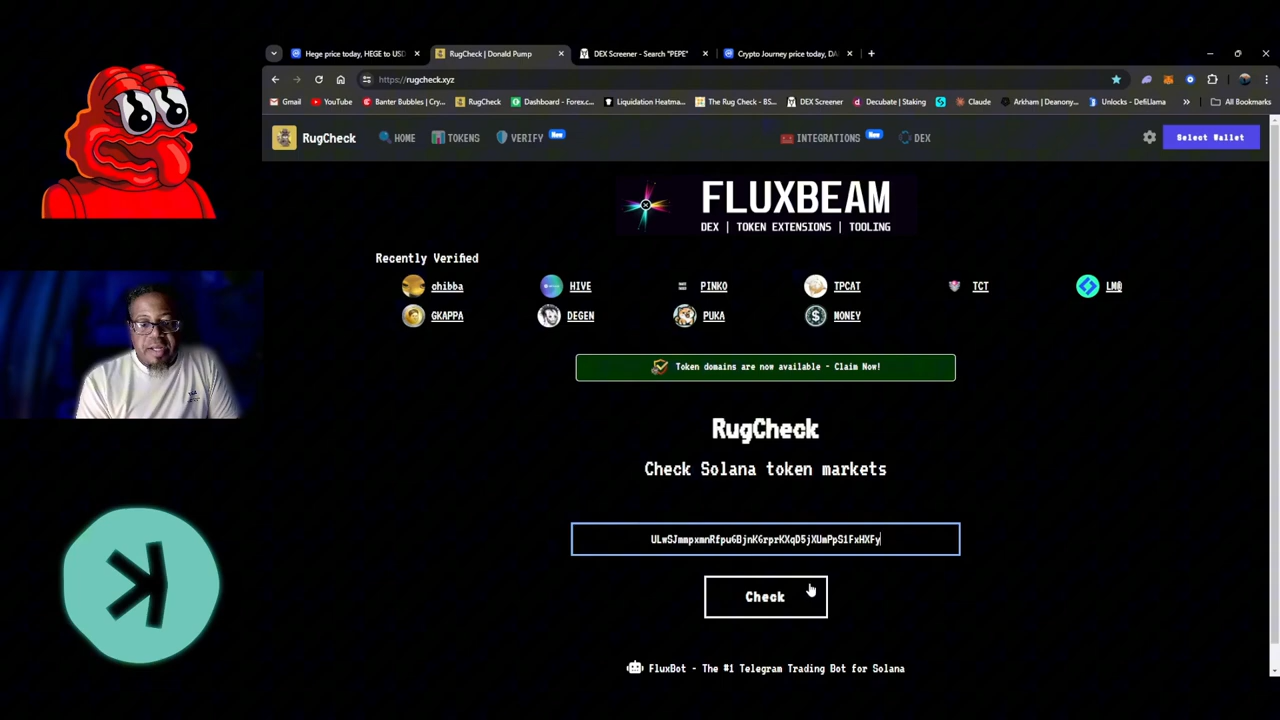 Hege price today, HEGE to USD
RugCheck | Donald Pump
DEX Screener - Search "PEPE"
Crypto Journey price today, DA
https://rugcheck.xyz
Gmail
YouTube
Banter Bubbles | Cry...
RugCheck
Dashboard - Forex.c...
Liquidation Heatma...
The Rug Check - BS...
DEX Screener
Decubate | Staking
Claude
Arkham | Deanony...
Unlocks - DefiLlama
All Bookmarks
RugCheck
HOME
TOKENS
VERIFY New
INTEGRATIONS New
DEX
Select Wallet
FLUXBEAM
DEX | TOKEN EXTENSIONS | TOOLING
Recently Verified
chibba
HIVE
PINKO
TPCAT
TCT
LM@
GKAPPA
DEGEN
PUKA
MONEY
Token domains are now available - Claim Now!
RugCheck
Check Solana token markets
ULwSJmmpxmnRfpu6BjnK6rprKXqD5jXUmPpS1FxHXFy
Check
FluxBot - The #1 Telegram Trading Bot for Solana